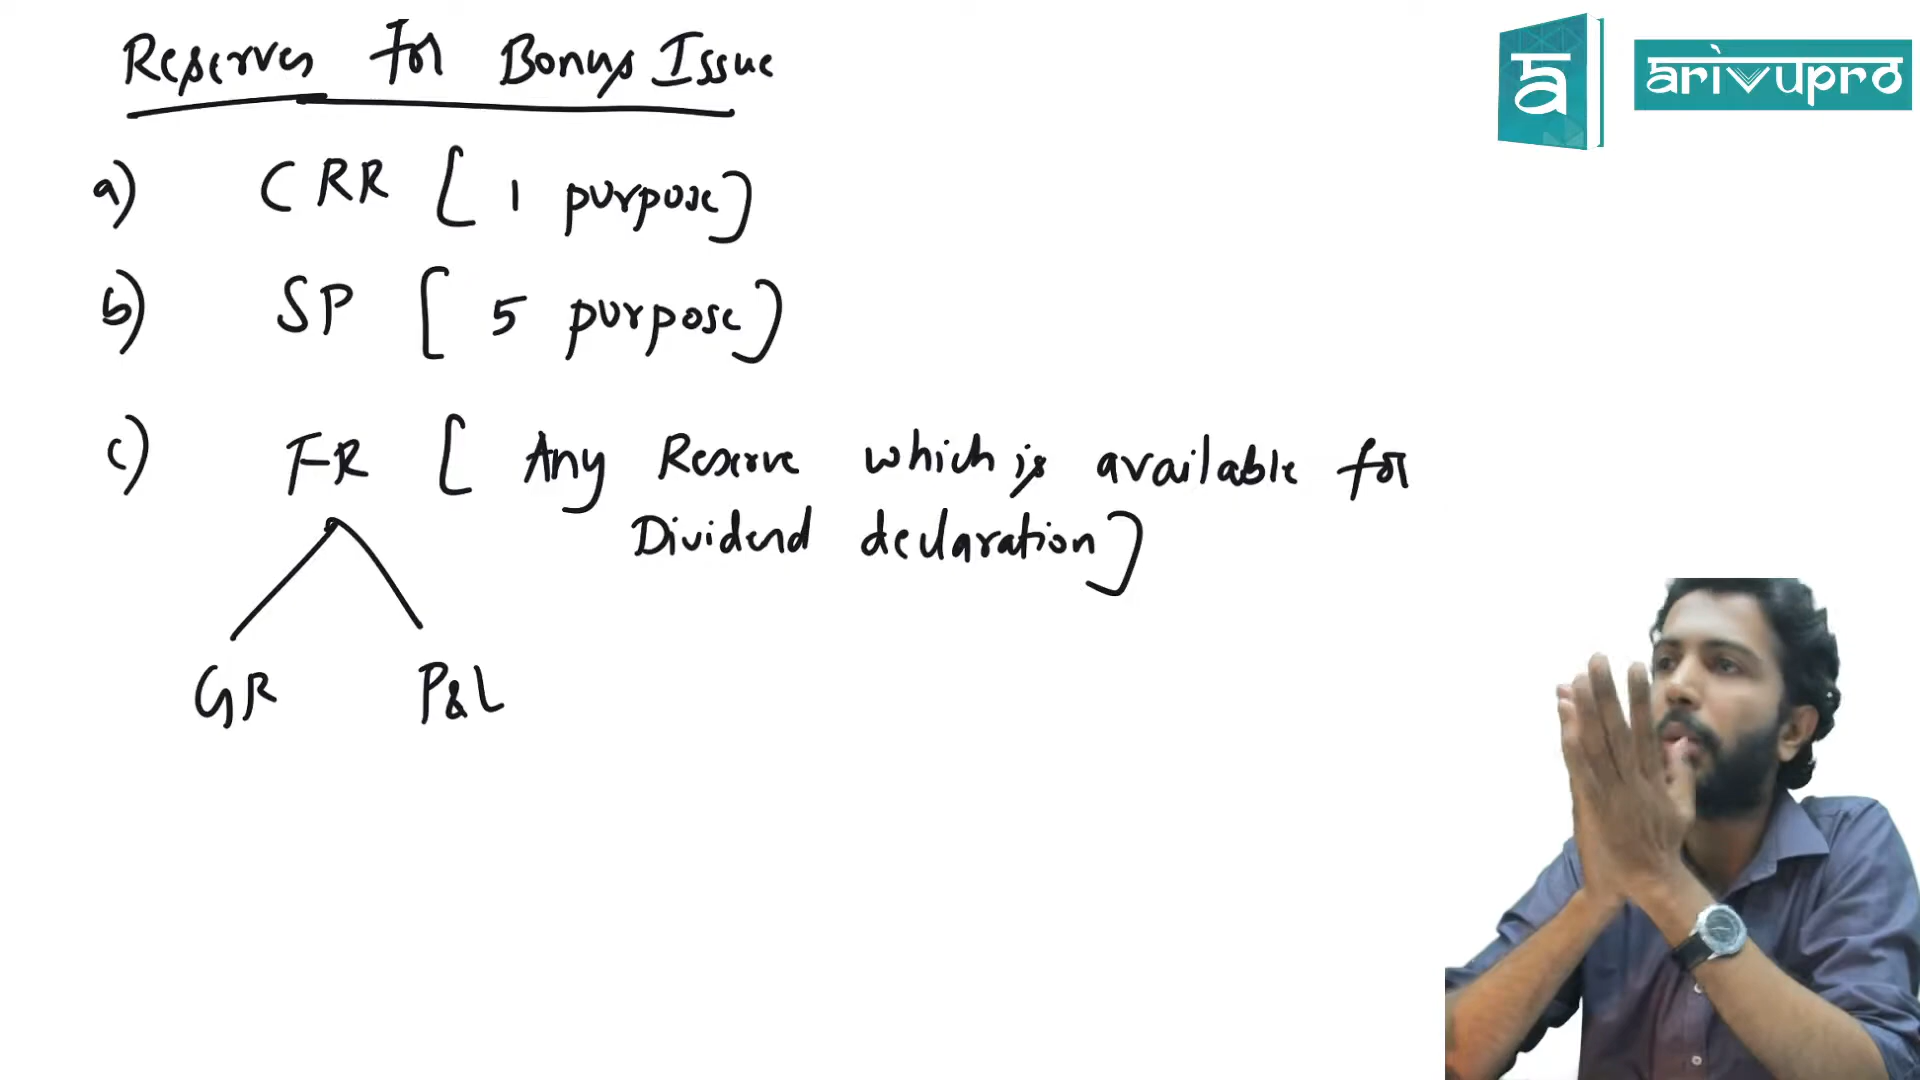 Reserves for Bonus Issue
a) CRR [ 1 purpose ]
b) SP [ 5 purpose ]
c) FR [ Any Reserve which is available for
Dividend declaration ]
GR P&L
a arivupro